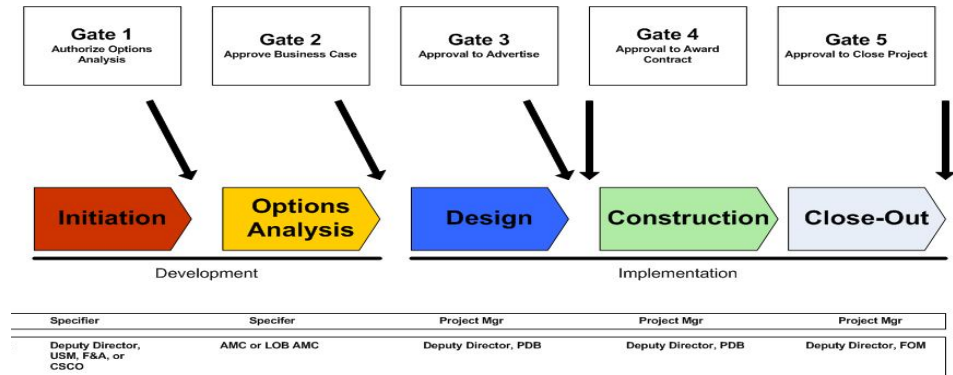 Gate 1
Authorize Options
Analysis
Gate 2
Approve Business Case
Gate 3
Approval to Advertise
Gate 4
Approval to Award
Contract
Gate 5
Approval to Close Project
Initiation
Options
Analysis
Design
Construction
Close-Out
Development
Implementation
Specifier
Specifer
Project Mgr
Project Mgr
Project Mgr
Deputy Director,
USM, F&A, or
CSCO
AMC or LOB AMC
Deputy Director, PDB
Deputy Director, PDB
Deputy Director, FOM